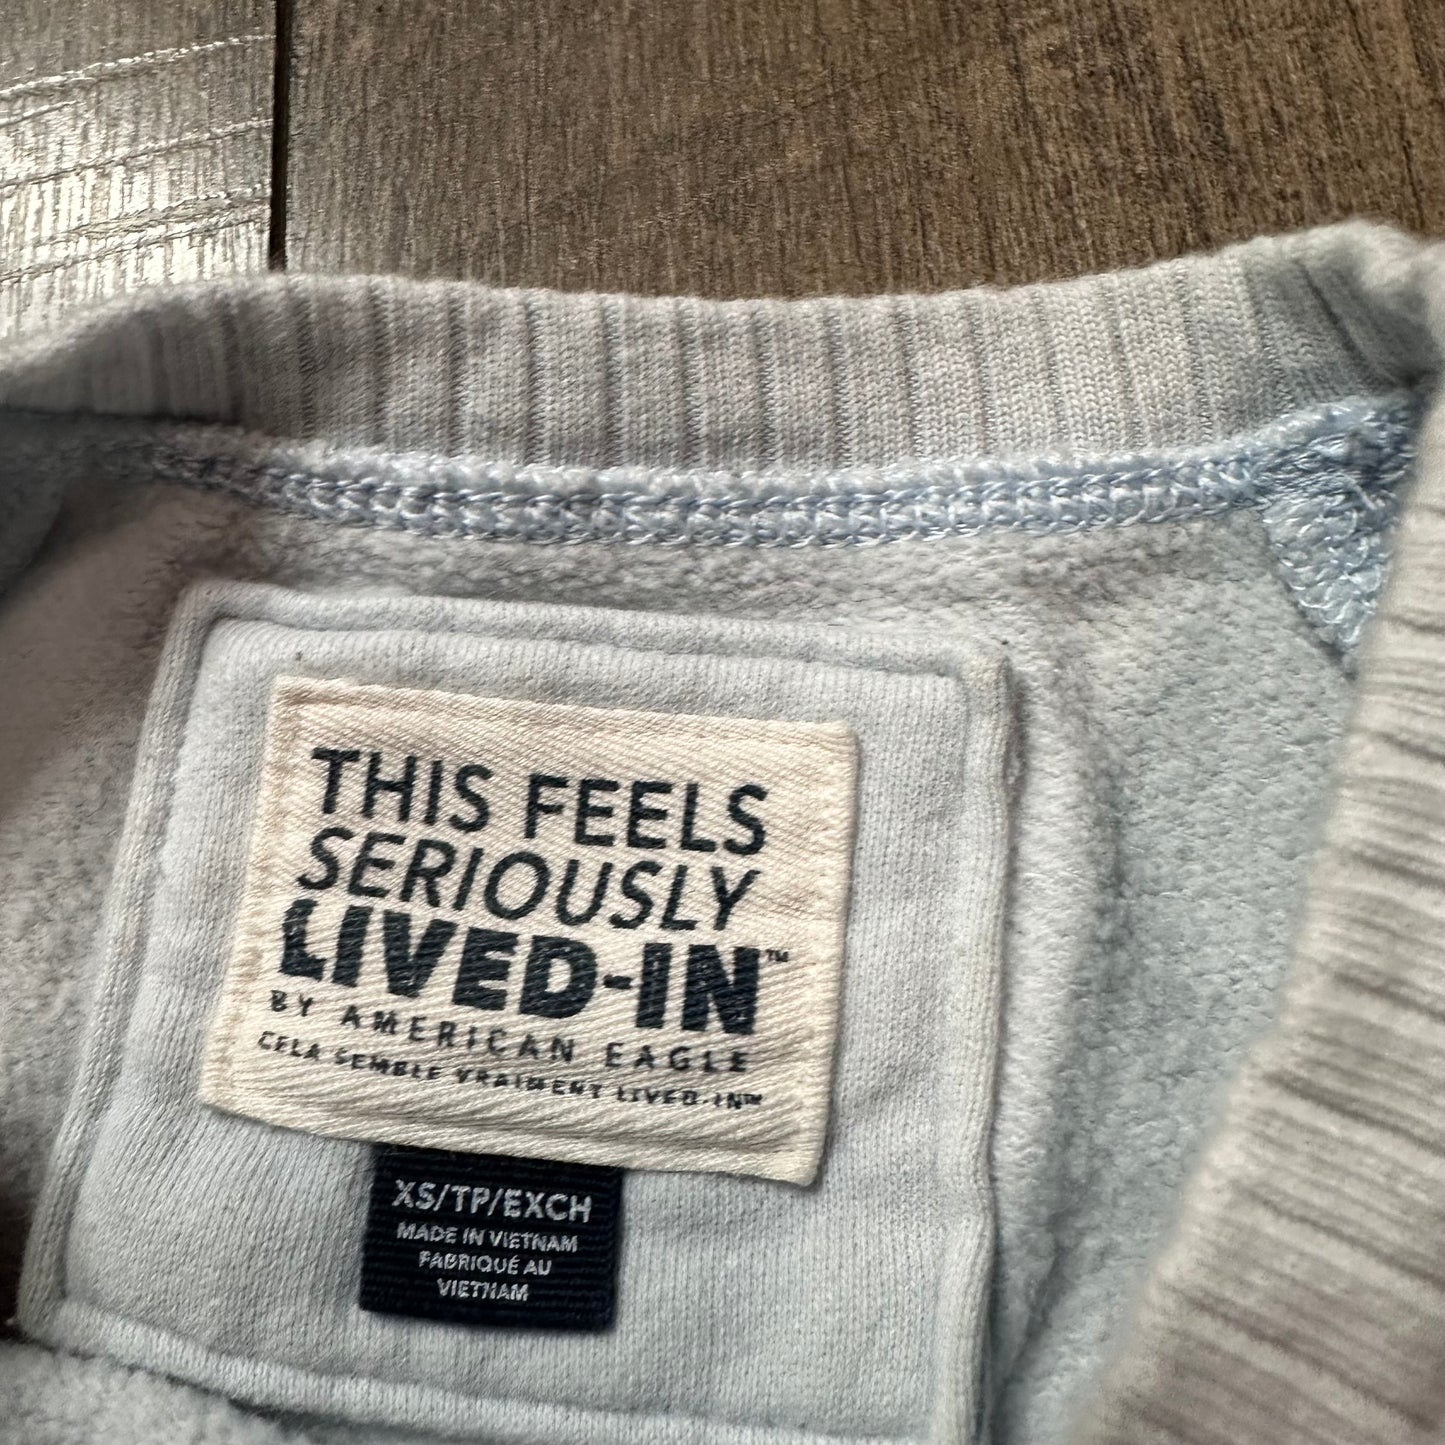 THIS FEELS
SERIOUSLY
LIVED-IN™
BY AMERICAN EAGLE
CELA SEMBLE VRAIMENT LIVED-IN™
XS/TP/EXCH
MADE IN VIETNAM
FABRIQUÉ AU
VIETNAM